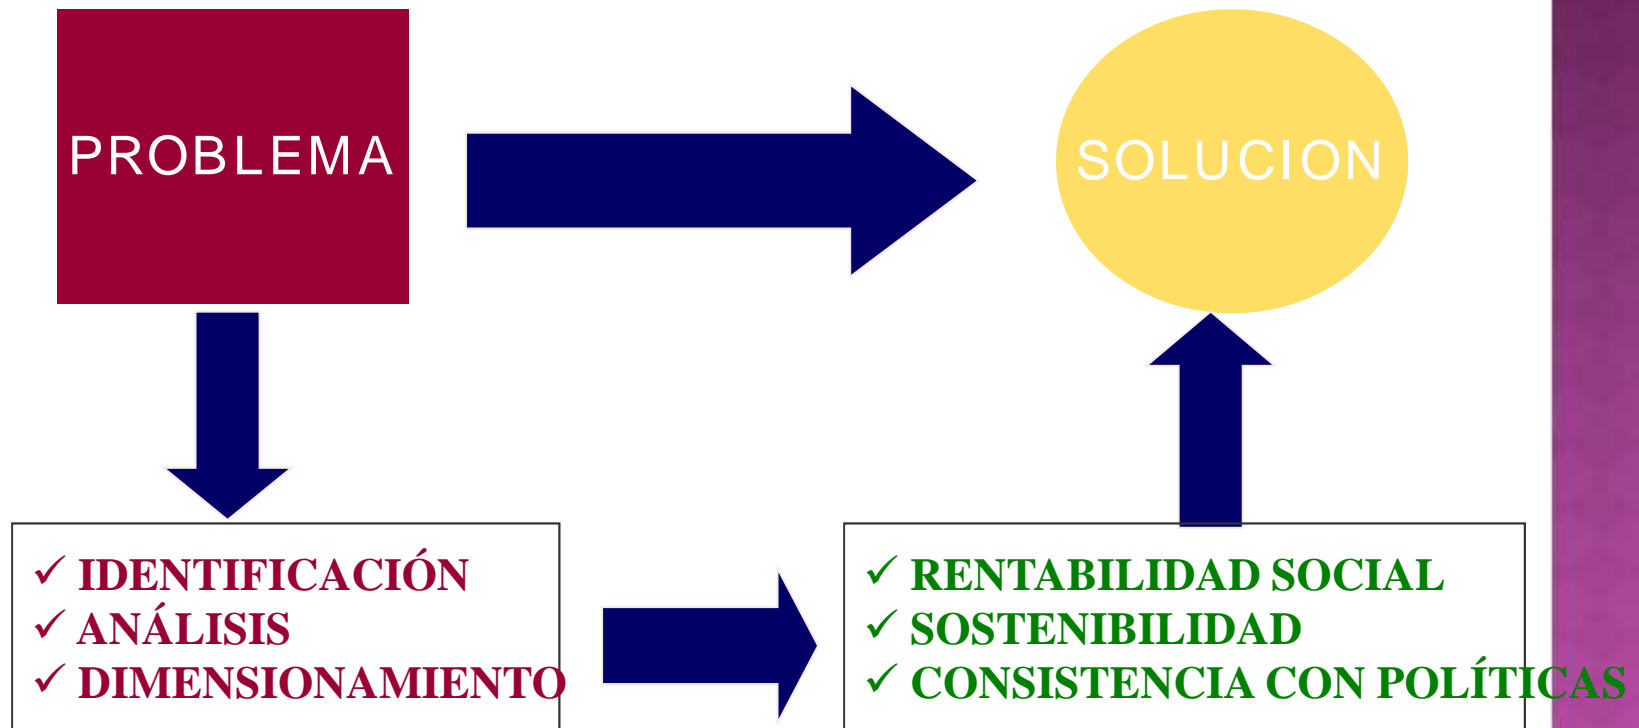 PROBLEMA
SOLUCION
✓ IDENTIFICACIÓN
✓ ANÁLISIS
✓ DIMENSIONAMIENTO
✓ RENTABILIDAD SOCIAL
✓ SOSTENIBILIDAD
✓ CONSISTENCIA CON POLÍTICAS